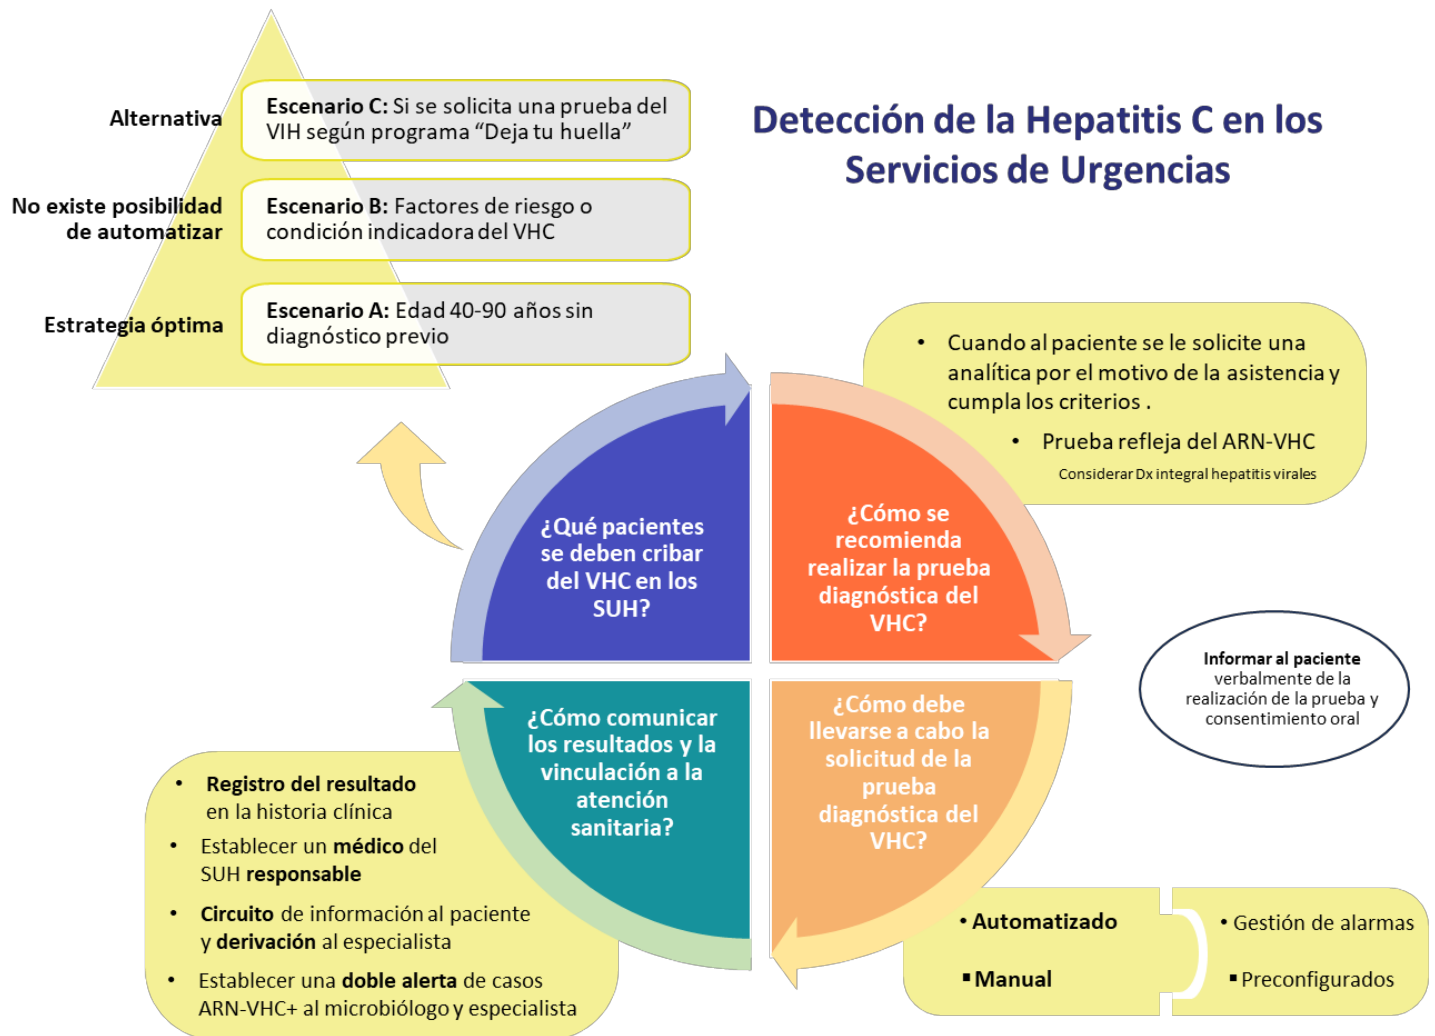 Detección de la Hepatitis C en los
Servicios de Urgencias
Alternativa
Escenario C: Si se solicita una prueba del
VIH según programa “Deja tu huella”
No existe posibilidad
de automatizar
Escenario B: Factores de riesgo o
condición indicadora del VHC
Estrategia óptima
Escenario A: Edad 40-90 años sin
diagnóstico previo
¿Qué pacientes
se deben cribar
del VHC en los
SUH?
¿Cómo se
recomienda
realizar la prueba
diagnóstica del
VHC?
• Cuando al paciente se le solicite una
analítica por el motivo de la asistencia y
cumpla los criterios .
• Prueba refleja del ARN-VHC
Considerar Dx integral hepatitis virales
Informar al paciente
verbalmente de la
realización de la prueba y
consentimiento oral
¿Cómo debe
llevarse a cabo la
solicitud de la
prueba
diagnóstica del
VHC?
• Automatizado
▪ Manual
• Gestión de alarmas
▪ Preconfigurados
¿Cómo comunicar
los resultados y la
vinculación a la
atención
sanitaria?
• Registro del resultado
en la historia clínica
• Establecer un médico del
SUH responsable
• Circuito de información al paciente
y derivación al especialista
• Establecer una doble alerta de casos
ARN-VHC+ al microbiólogo y especialista